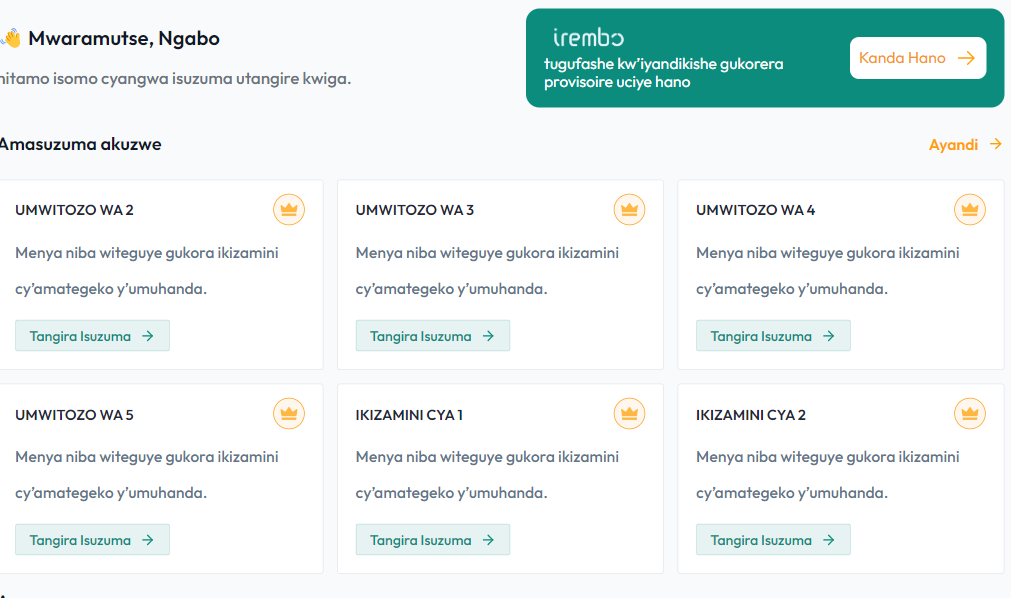 Mwaramutse, Ngabo
irembo
tugufashe kw’iyandikishe gukorera
provisoire uciye hano
Kanda Hano
isomo cyangwa isuzuma utangire kwiga.
Amasuzuma akuzwe
Ayandi
UMWITOZO WA 2
Menya niba witeguye gukora ikizamini
cy’amategeko y’umuhanda.
Tangira Isuzuma
UMWITOZO WA 3
Menya niba witeguye gukora ikizamini
cy’amategeko y’umuhanda.
Tangira Isuzuma
UMWITOZO WA 4
Menya niba witeguye gukora ikizamini
cy’amategeko y’umuhanda.
Tangira Isuzuma
UMWITOZO WA 5
Menya niba witeguye gukora ikizamini
cy’amategeko y’umuhanda.
Tangira Isuzuma
IKIZAMINI CYA 1
Menya niba witeguye gukora ikizamini
cy’amategeko y’umuhanda.
Tangira Isuzuma
IKIZAMINI CYA 2
Menya niba witeguye gukora ikizamini
cy’amategeko y’umuhanda.
Tangira Isuzuma